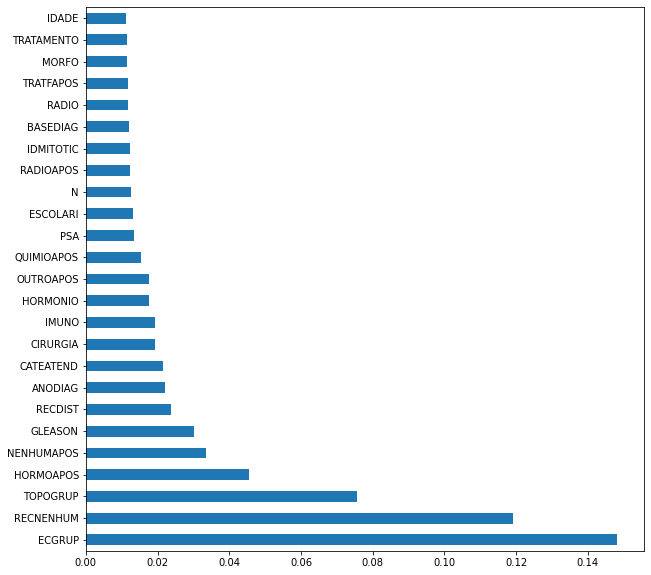 IDADE
TRATAMENTO
MORFO
TRATFAPOS
RADIO
BASEDIAG
IDMITOTIC
RADIOAPOS
N
ESCOLARI
PSA
QUIMIOAPOS
OUTROAPOS
HORMONIO
IMUNO
CIRURGIA
CATEATEND
ANODIAG
RECDIST
GLEASON
NENHUMAPOS
HORMOAPOS
TOPOGRUP
RECNENHUM
ECGRUP
0.00 0.02 0.04 0.06 0.08 0.10 0.12 0.14